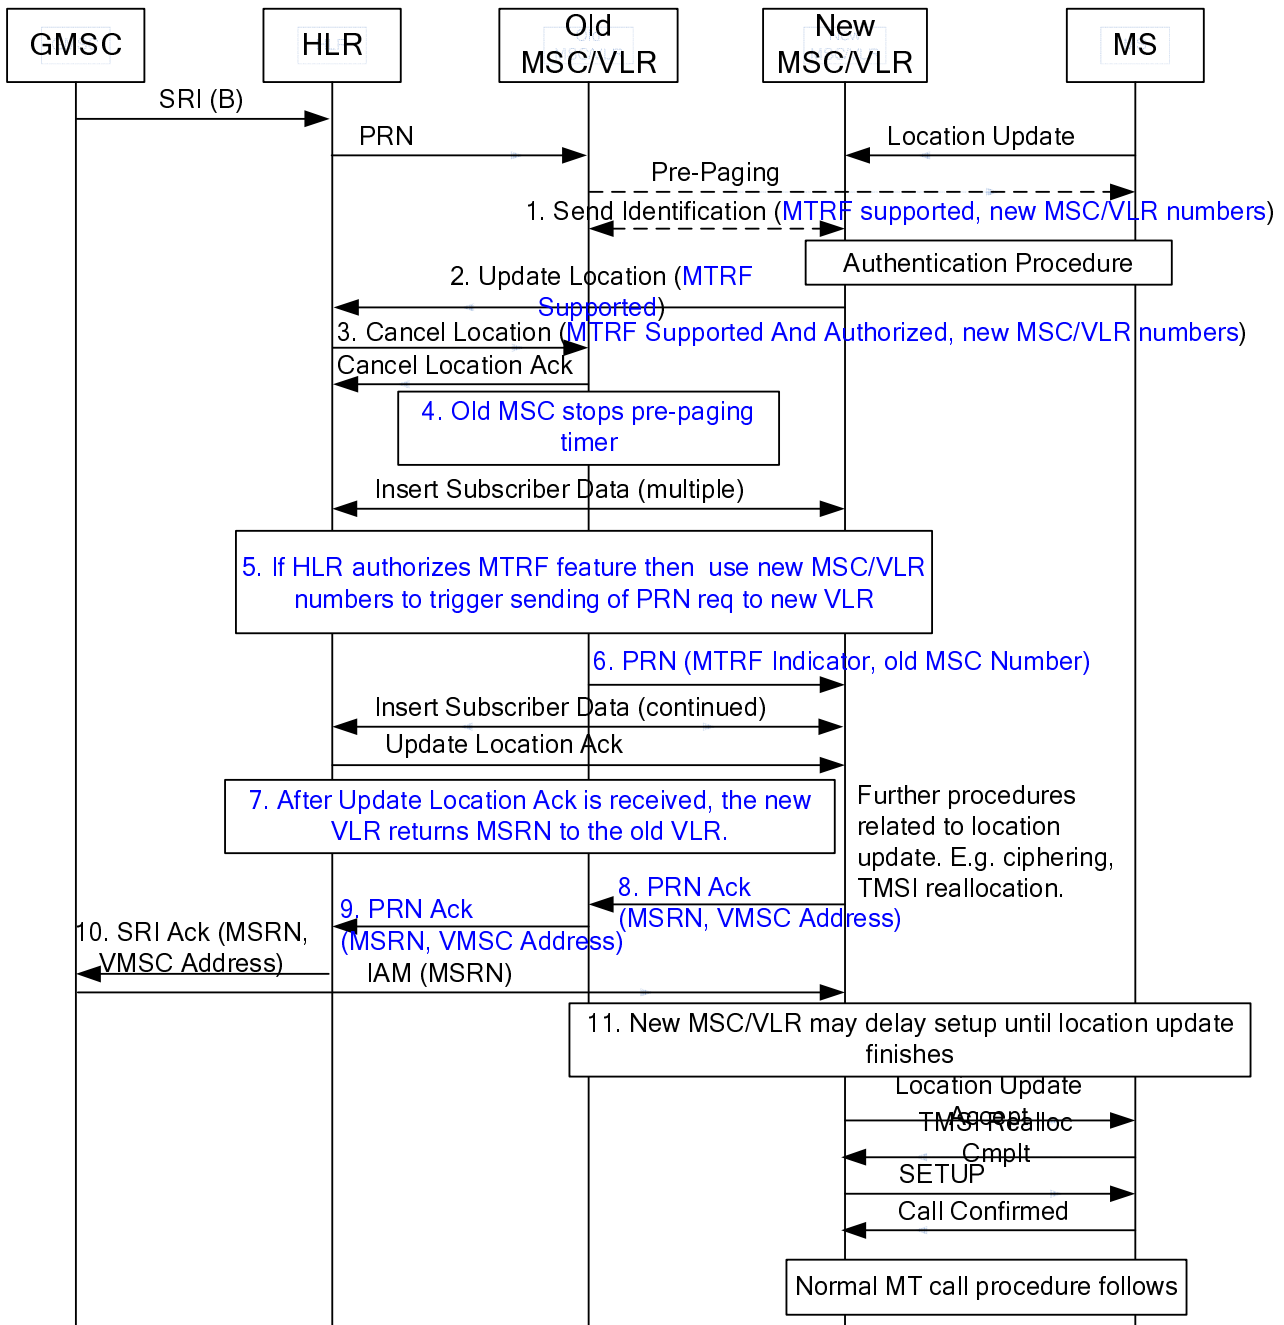 GMSC
HLR
Old
MSC/VLR
New
MSC/VLR
MS
SRI (B)
PRN
Location Update
Pre-Paging
1. Send Identification (MTRF supported, new MSC/VLR numbers)
Authentication Procedure
2. Update Location (MTRF
Supported)
3. Cancel Location (MTRF Supported And Authorized, new MSC/VLR numbers)
Cancel Location Ack
4. Old MSC stops pre-paging
timer
Insert Subscriber Data (multiple)
5. If HLR authorizes MTRF feature then  use new MSC/VLR
numbers to trigger sending of PRN req to new VLR
6. PRN (MTRF Indicator, old MSC Number)
Insert Subscriber Data (continued)
Update Location Ack
7. After Update Location Ack is received, the new
VLR returns MSRN to the old VLR.
Further procedures
related to location
update. E.g. ciphering,
TMSI reallocation.
8. PRN Ack
(MSRN, VMSC Address)
9. PRN Ack
(MSRN, VMSC Address)
10. SRI Ack (MSRN,
VMSC Address)
IAM (MSRN)
11. New MSC/VLR may delay setup until location update
finishes
Location Update
Accept
TMSI Realloc
Cmplt
SETUP
Call Confirmed
Normal MT call procedure follows